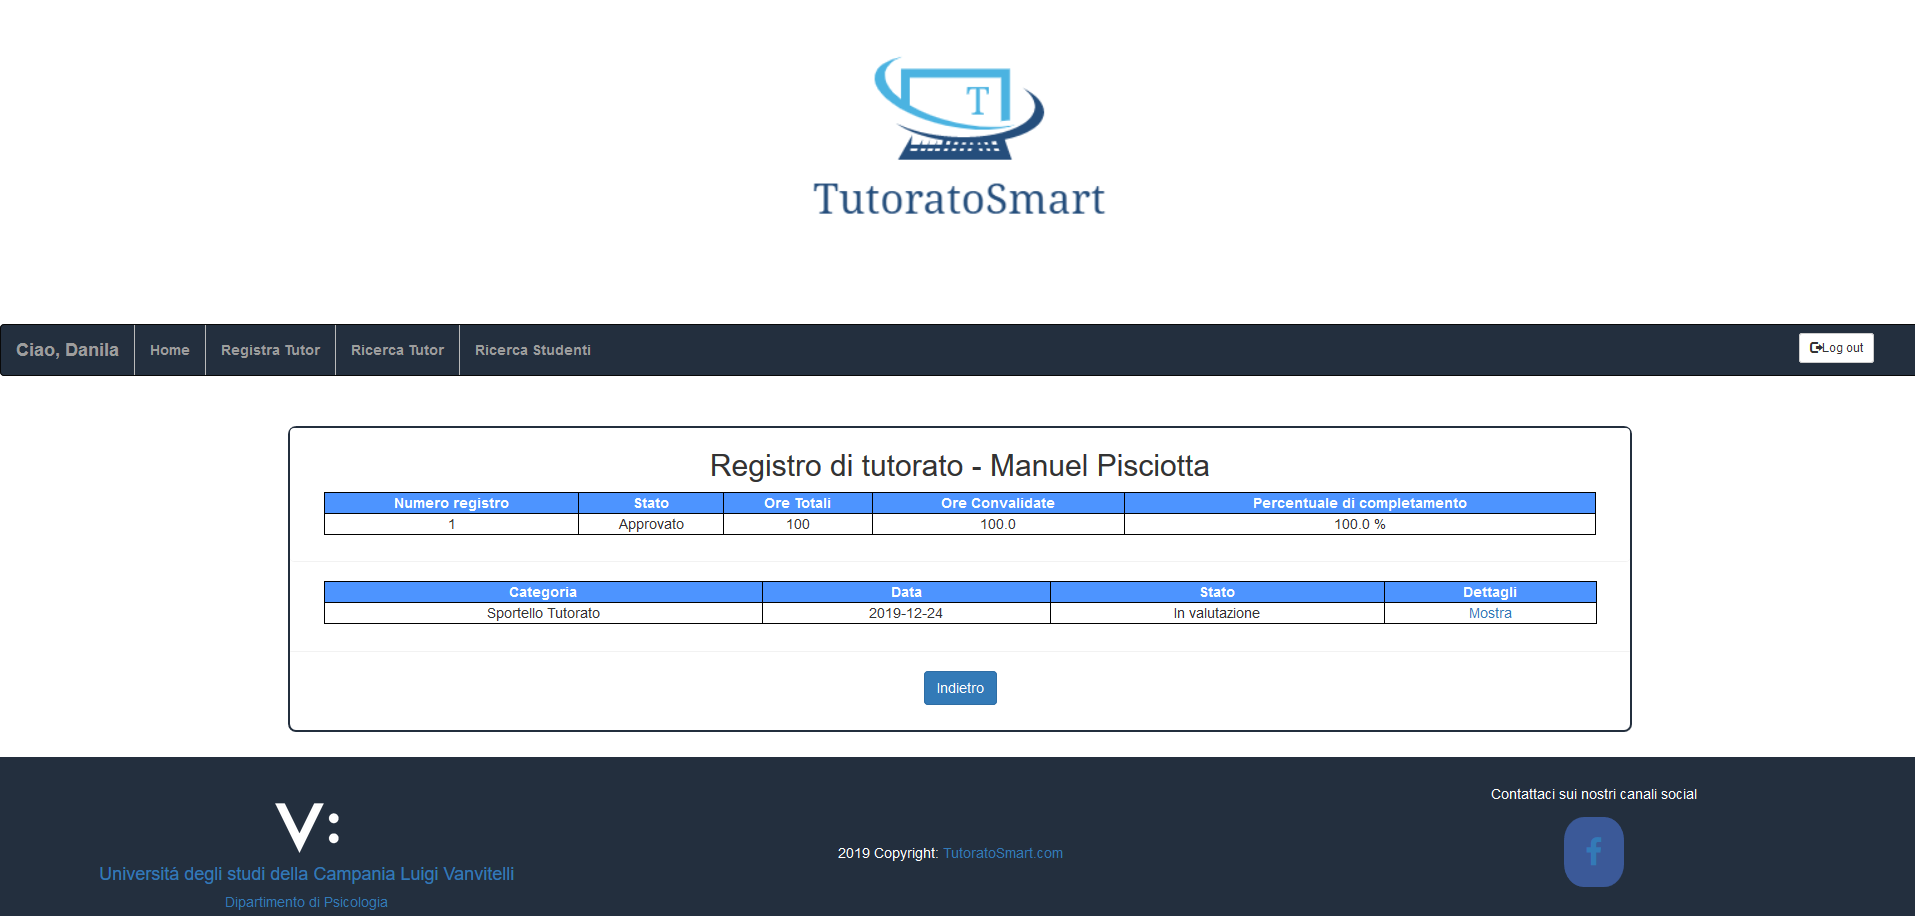 T
TutoratoSmart
Ciao, Danila Home Registra Tutor Ricerca Tutor Ricerca Studenti Log out
Registro di tutorato - Manuel Pisciotta
Numero registro Stato Ore Totali Ore Convalidate Percentuale di completamento
1 Approvato 100 100.0 100.0 %
Categoria Data Stato Dettagli
Sportello Tutorato 2019-12-24 In valutazione Mostra
Indietro
V:
Universitá degli studi della Campania Luigi Vanvitelli
Dipartimento di Psicologia
2019 Copyright: TutoratoSmart.com
Contattaci sui nostri canali social
f